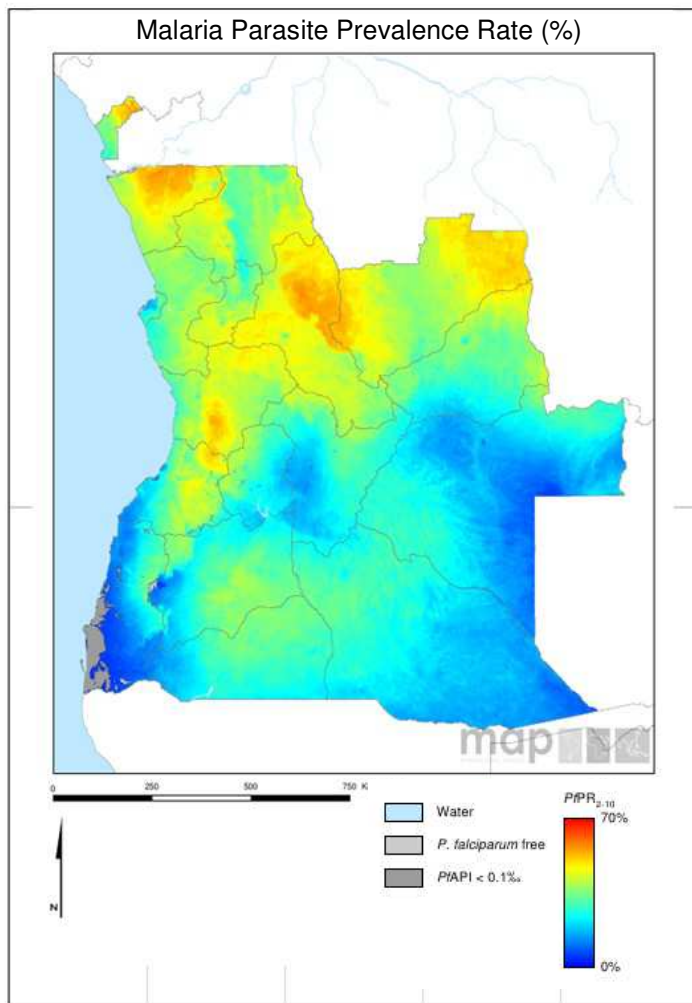 Malaria Parasite Prevalence Rate (%)
map
0 250 500 750 K
Water
P. falciparum free
PfAPI < 0.1‰
N
PfPR2-10
70%
0%